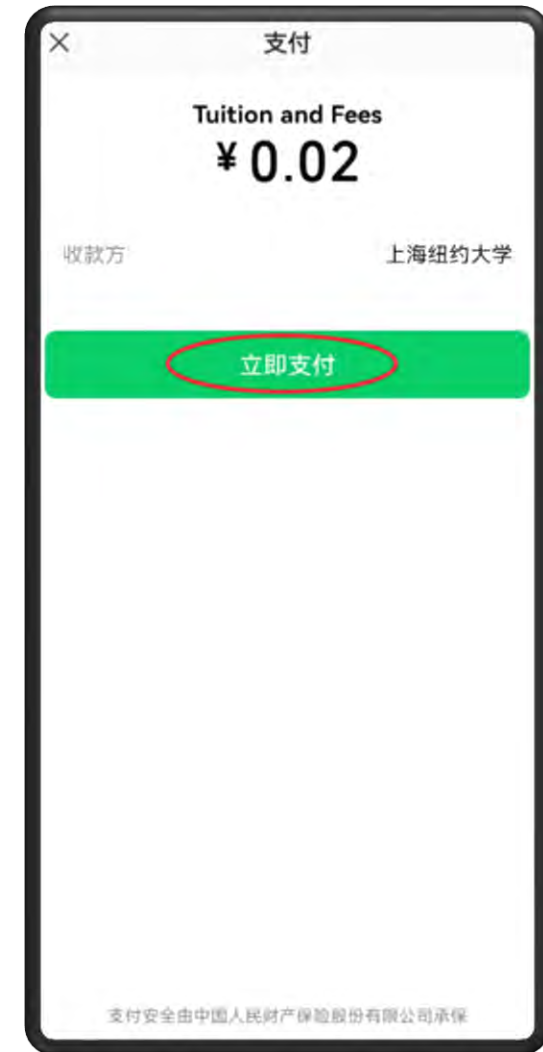 支付
Tuition and Fees
¥ 0.02
收款方 上海纽约大学
立即支付
支付安全由中国人民财产保险股份有限公司承保